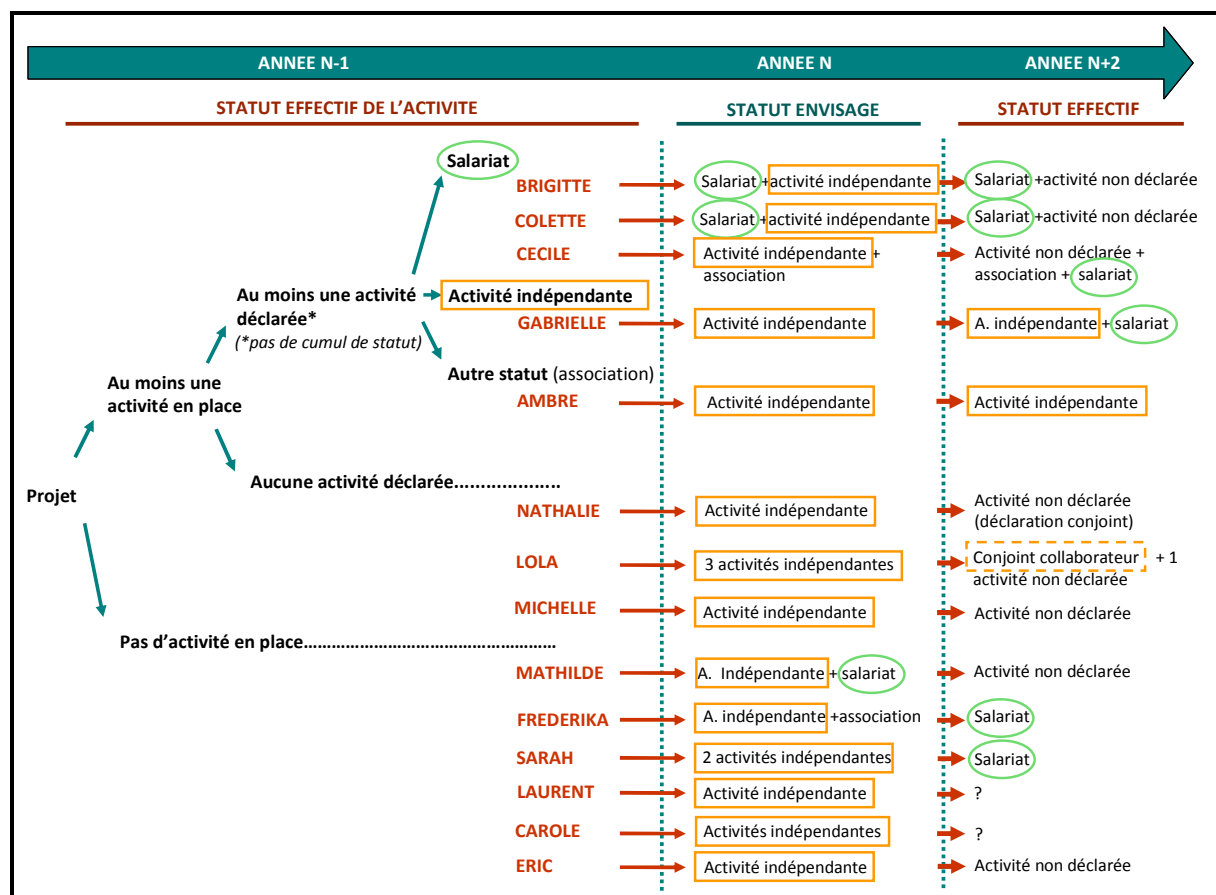 ANNEE N-1 ANNEE N ANNEE N+2
STATUT EFFECTIF DE L’ACTIVITE STATUT ENVISAGE STATUT EFFECTIF
Salariat
BRIGITTE Salariat +activité indépendante Salariat +activité non déclarée
COLETTE Salariat+activité indépendante Salariat +activité non déclarée
CECILE Activité indépendante + Activité non déclarée +
association association + salariat
Au moins une activité Activité indépendante
déclarée*
GABRIELLE Activité indépendante A. indépendante + salariat
(*pas de cumul de statut)
Autre statut (association)
Au moins une
activité en place
AMBRE Activité indépendante Activité indépendante
Aucune activité déclarée.....................
Projet
NATHALIE Activité indépendante Activité non déclarée
(déclaration conjoint)
LOLA 3 activités indépendantes Conjoint collaborateur + 1
activité non déclarée
MICHELLE Activité indépendante Activité non déclarée
Pas d’activité en place……………………………………………………
MATHILDE A. Indépendante + salariat Activité non déclarée
FREDERIKA A. indépendante +association Salariat
SARAH 2 activités indépendantes Salariat
LAURENT Activité indépendante ?
CAROLE Activités indépendantes ?
ERIC Activité indépendante Activité non déclarée